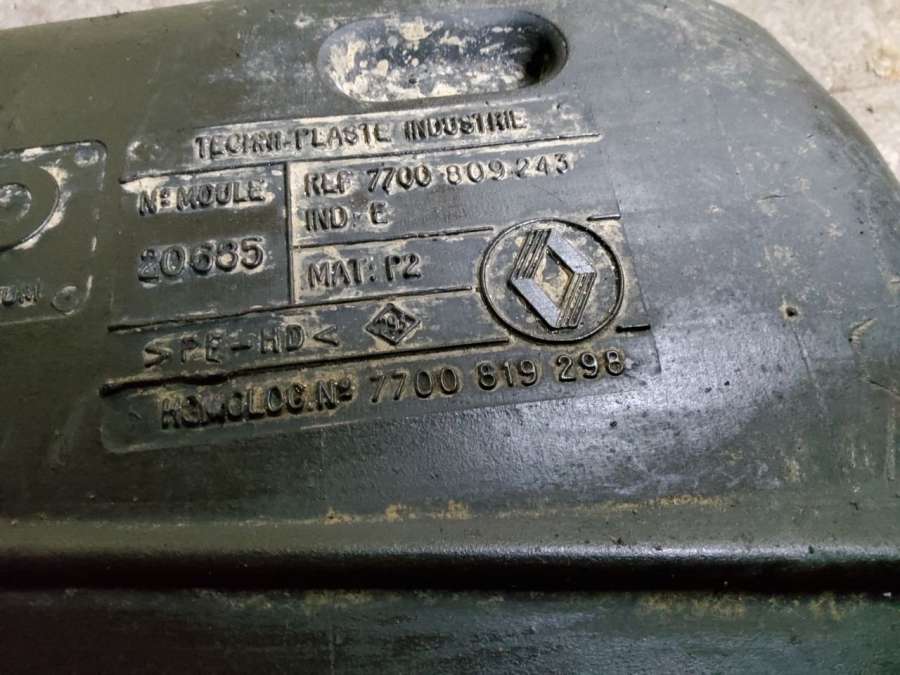 TECHNI-PLASTE INDUSTRIE
Nº MOULE
20685
REF 7700 809 243
IND- E
MAT: P2
>PE-HD<
HOMOLOG.Nº 7700 819 298